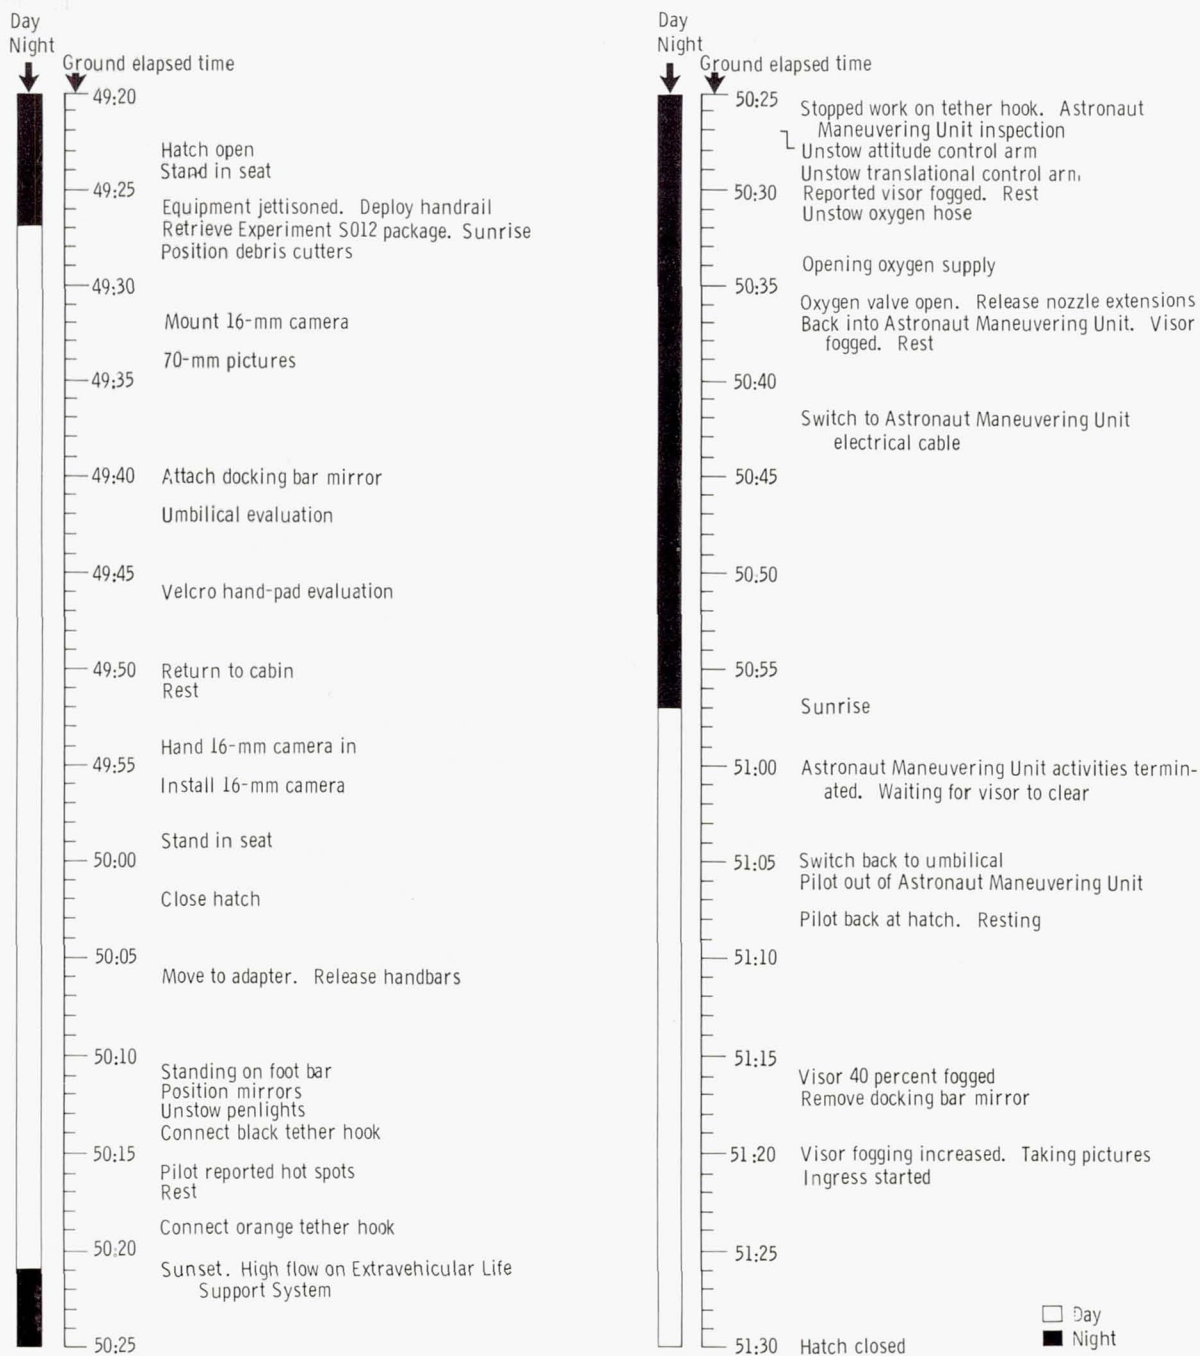 Day
Night
Ground elapsed time
49:20
Hatch open
Stand in seat
49:25
Equipment jettisoned. Deploy handrail
Retrieve Experiment S012 package. Sunrise
Position debris cutters
49:30
Mount 16-mm camera
70-mm pictures
49:35
49:40 Attach docking bar mirror
Umbilical evaluation
49:45
Velcro hand-pad evaluation
49:50 Return to cabin
Rest
Hand 16-mm camera in
49:55
Install 16-mm camera
Stand in seat
50:00
Close hatch
50:05
Move to adapter. Release handbars
50:10
Standing on foot bar
Position mirrors
Unstow penlights
Connect black tether hook
50:15
Pilot reported hot spots
Rest
Connect orange tether hook
50:20
Sunset. High flow on Extravehicular Life
Support System
50:25
Day
Night
Ground elapsed time
50:25
Stopped work on tether hook. Astronaut
Maneuvering Unit inspection
Unstow attitude control arm
Unstow translational control arm
50:30 Reported visor fogged. Rest
Unstow oxygen hose
Opening oxygen supply
50:35
Oxygen valve open. Release nozzle extensions
Back into Astronaut Maneuvering Unit. Visor
fogged. Rest
50:40
Switch to Astronaut Maneuvering Unit
electrical cable
50:45
50:50
50:55
Sunrise
51:00 Astronaut Maneuvering Unit activities termin-
ated. Waiting for visor to clear
51:05 Switch back to umbilical
Pilot out of Astronaut Maneuvering Unit
Pilot back at hatch. Resting
51:10
51:15
Visor 40 percent fogged
Remove docking bar mirror
51:20 Visor fogging increased. Taking pictures
Ingress started
51:25
51:30 Hatch closed
Day
Night